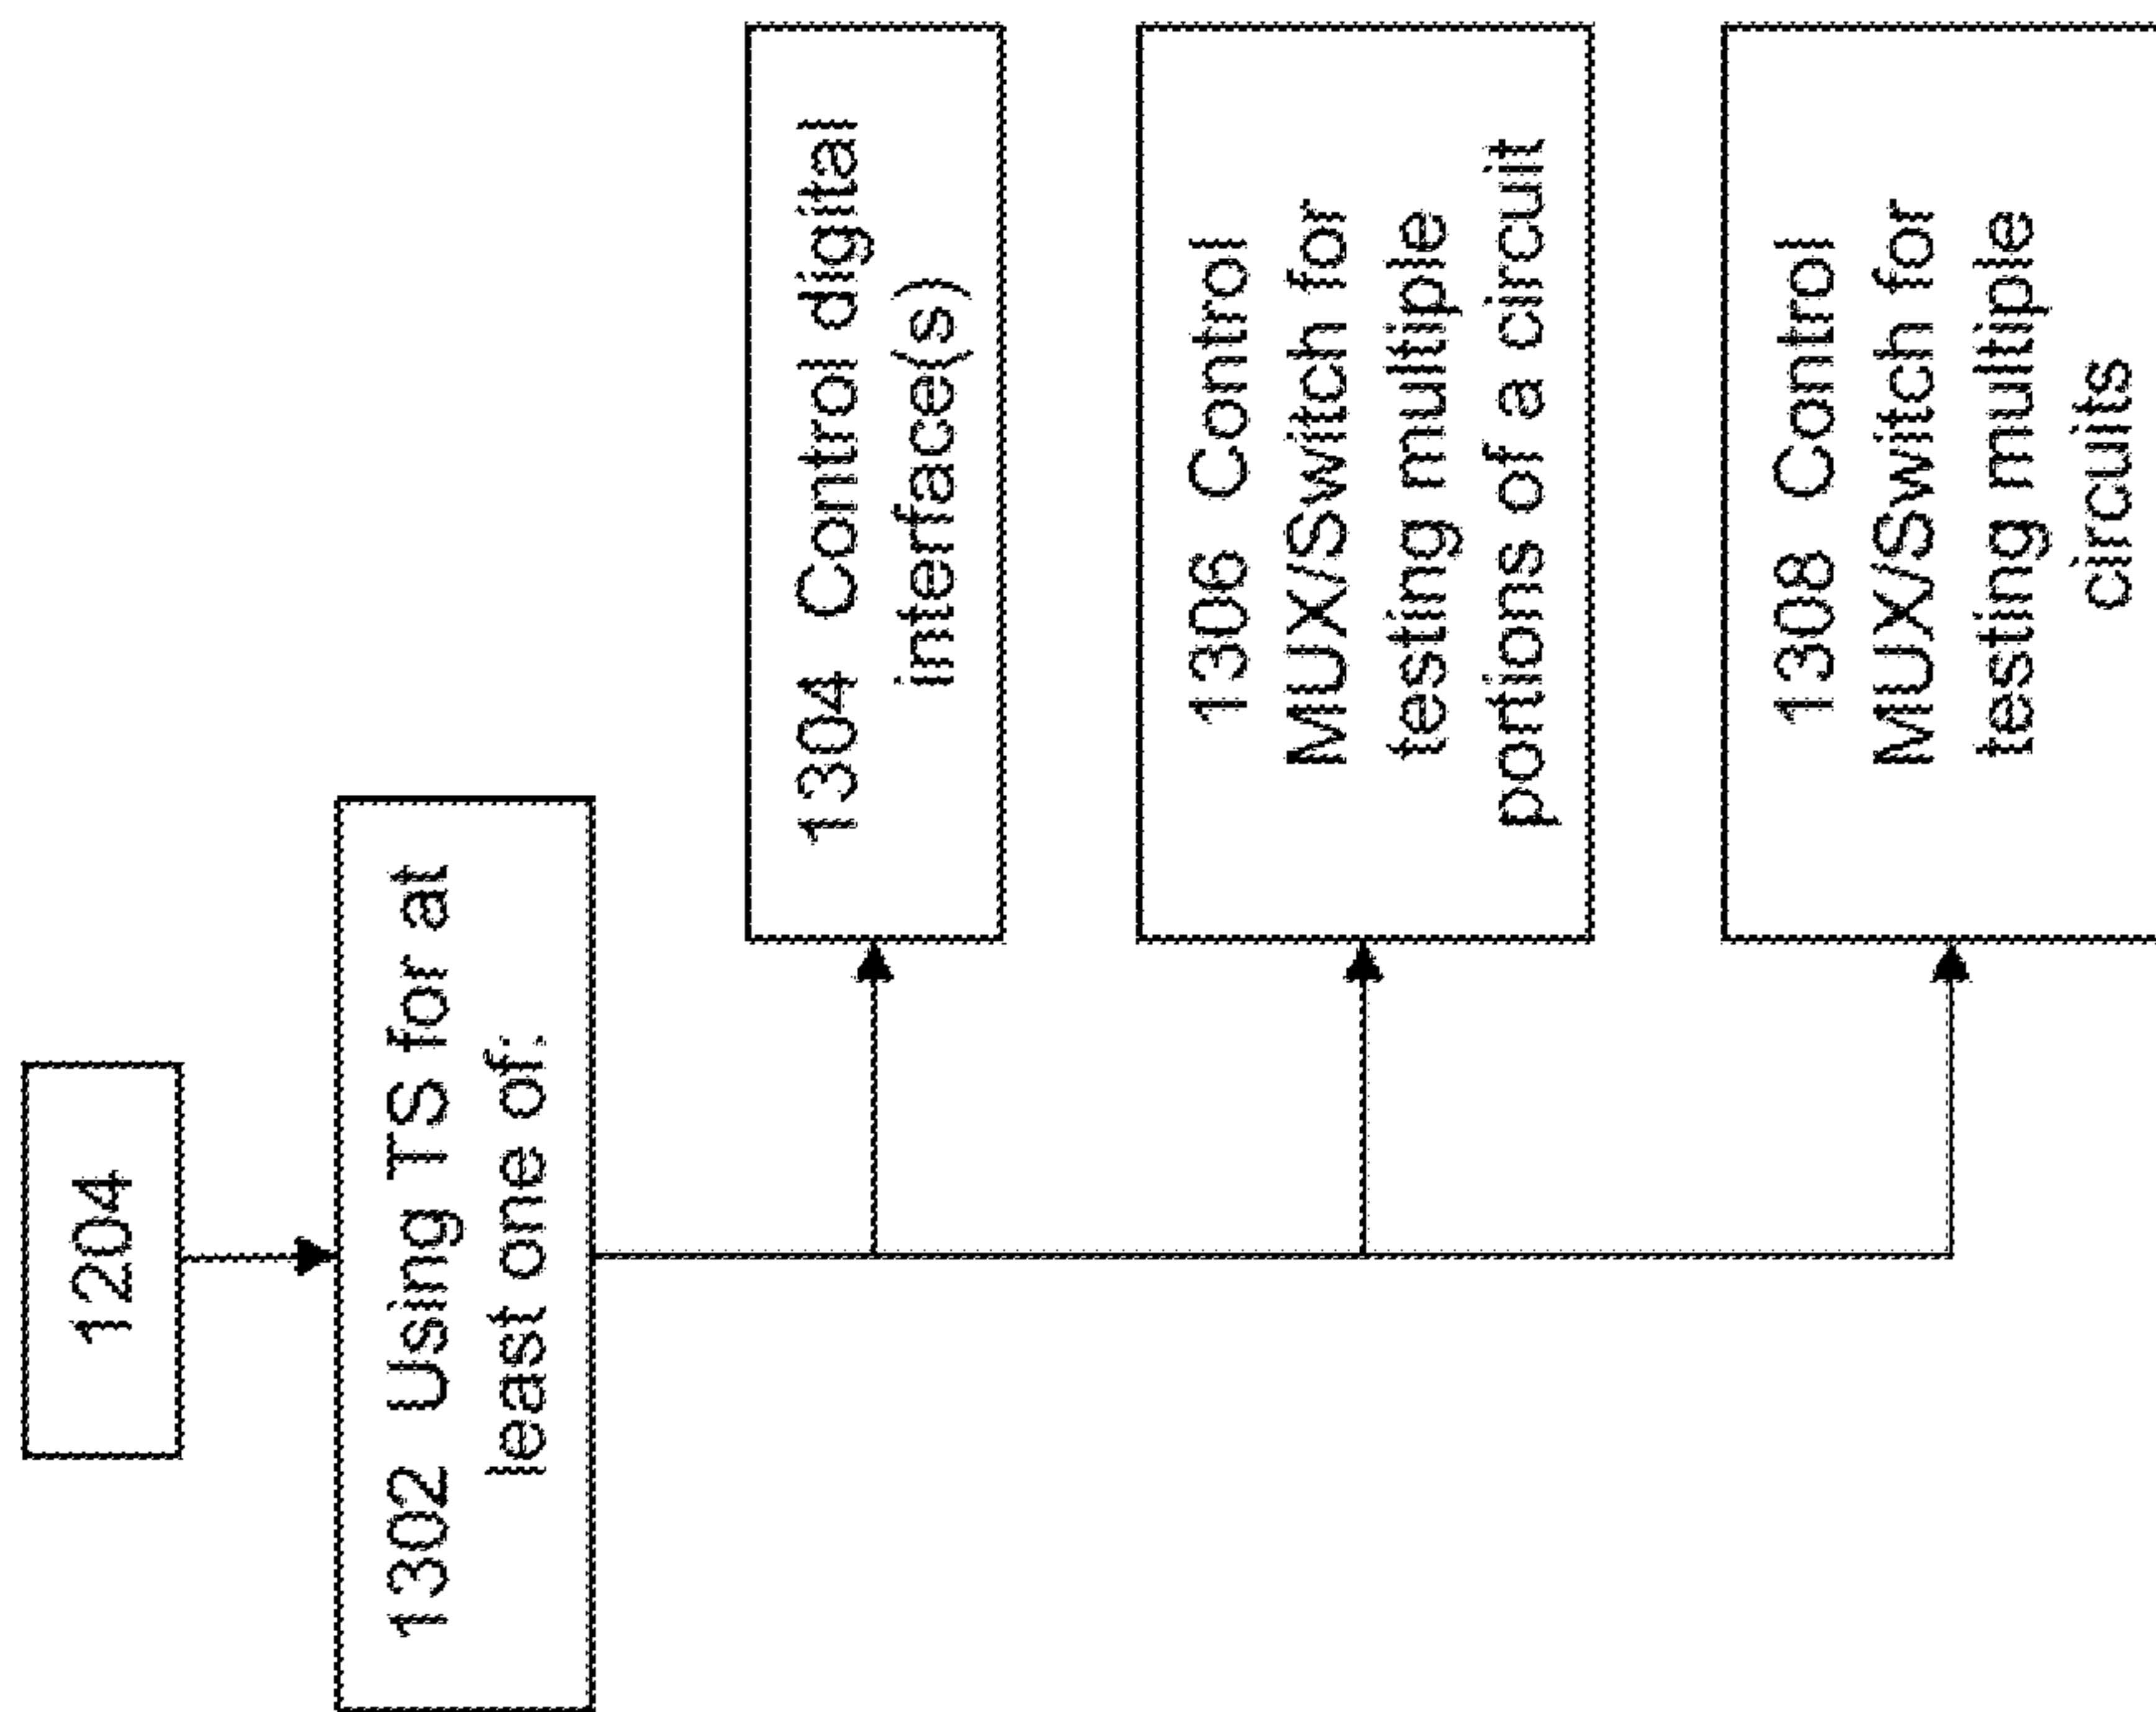 1204
1302 Using TS for at
least one of:
1304 Control digital
interface(s)
1306 Control
MUX/Switch for
testing multiple
portions of a circuit
1308 Control
MUX/Switch for
testing multiple
circuits